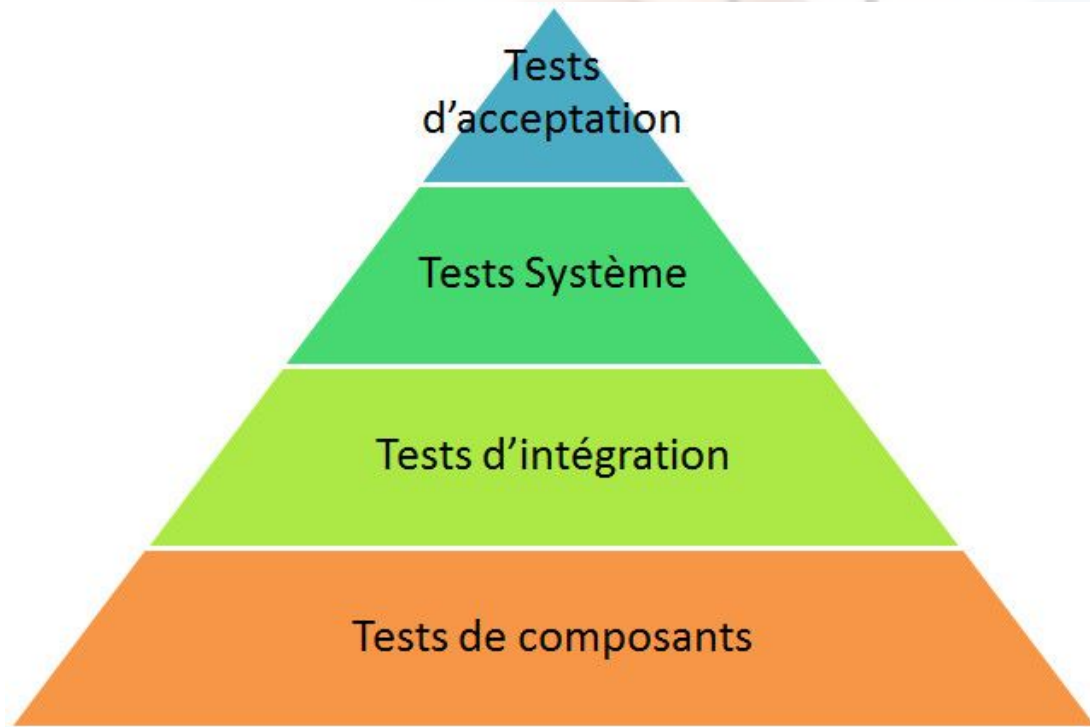 Tests
d’acceptation
Tests Système
Tests d’intégration
Tests de composants